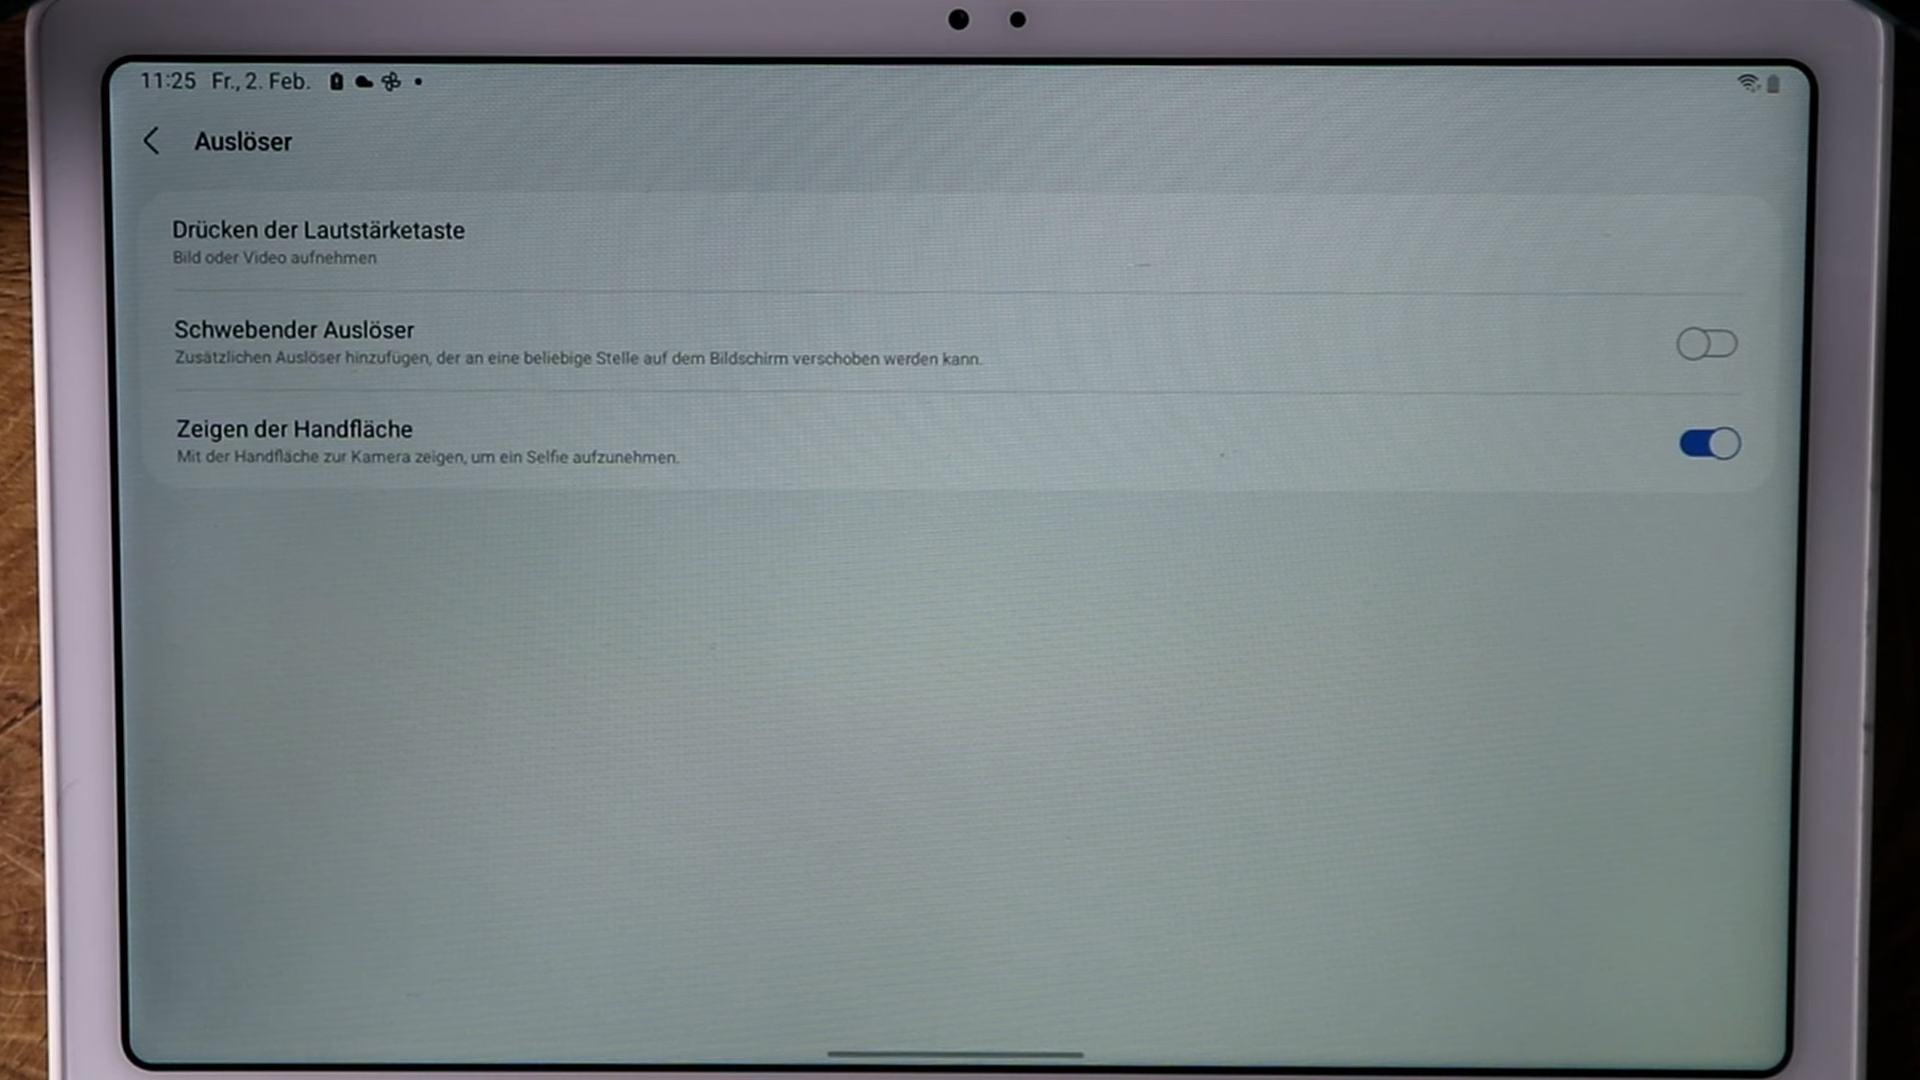 11:25 Fr., 2. Feb.
Auslöser
Drücken der Lautstärketaste
Bild oder Video aufnehmen
Schwebender Auslöser
Zusätzlichen Auslöser hinzufügen, der an eine beliebige Stelle auf dem Bildschirm verschoben werden kann.
Zeigen der Handfläche
Mit der Handfläche zur Kamera zeigen, um ein Selfie aufzunehmen.